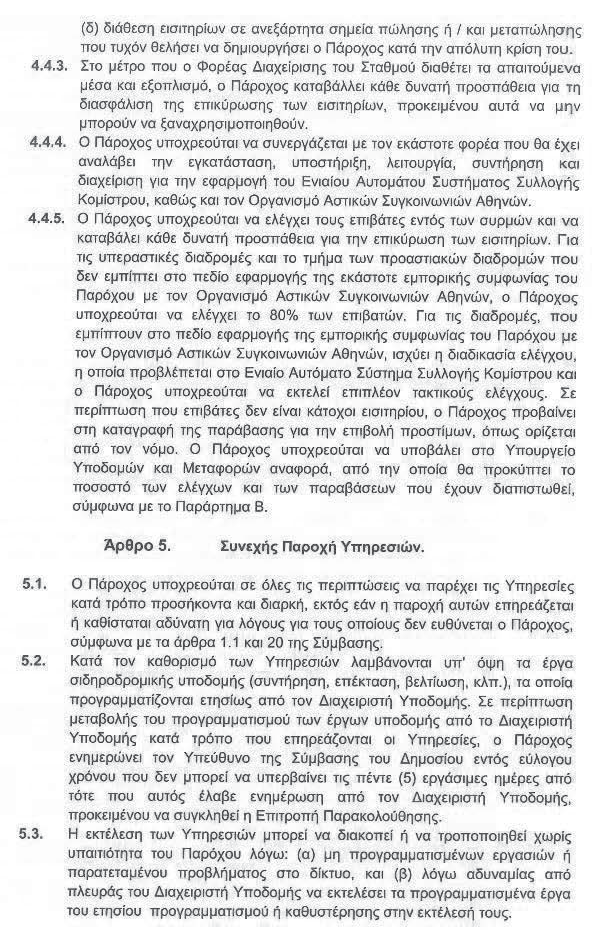 (δ) διάθεση εισιτηρίων σε ανεξάρτητα σημεία πώλησης ή / και μεταπώλησης
που τυχόν θελήσει να δημιουργήσει ο Πάροχος κατά την απόλυτη κρίση του.
4.4.3. Στο μέτρο που ο Φορέας Διαχείρισης του Σταθμού διαθέτει τα απαιτούμενα
μέσα και εξοπλισμό, ο Πάροχος καταβάλλει κάθε δυνατή προσπάθεια για τη
διασφάλιση της επικύρωσης των εισιτηρίων, προκειμένου αυτά να μην
μπορούν να ξαναχρησιμοποιηθούν.
4.4.4. Ο Πάροχος υποχρεούται να συνεργάζεται με τον εκάστοτε φορέα που θα έχει
αναλάβει την εγκατάσταση, υποστήριξη, λειτουργία, συντήρηση και
διαχείριση για την εφαρμογή του Ενιαίου Αυτομάτου Συστήματος Συλλογής
Κομίστρου, καθώς και τον Οργανισμό Αστικών Συγκοινωνιών Αθηνών.
4.4.5. Ο Πάροχος υποχρεούται να ελέγχει τους επιβάτες εντός των συρμών και να
καταβάλει κάθε δυνατή προσπάθεια για την επικύρωση των εισιτηρίων. Για
τις υπεραστικές διαδρομές και το τμήμα των προαστιακών διαδρομών που
δεν εμπίπτει στο πεδίο εφαρμογής της εκάστοτε εμπορικής συμφωνίας του
Παρόχου με τον Οργανισμό Αστικών Συγκοινωνιών Αθηνών, ο Πάροχος
υποχρεούται να ελέγχει το 80% των επιβατών. Για τις διαδρομές, που
εμπίπτουν στο πεδίο εφαρμογής της εμπορικής συμφωνίας του Παρόχου με
τον Οργανισμό Αστικών Συγκοινωνιών Αθηνών, ισχύει η διαδικασία ελέγχου,
η οποία προβλέπεται στο Ενιαίο Αυτόματο Σύστημα Συλλογής Κομίστρου και
ο Πάροχος υποχρεούται να εκτελεί επιπλέον τακτικούς ελέγχους. Σε
περίπτωση που επιβάτες δεν είναι κάτοχοι εισιτηρίου, ο Πάροχος προβαίνει
στη καταγραφή της παράβασης για την επιβολή προστίμων, όπως ορίζεται
από τον νόμο. Ο Πάροχος υποχρεούται να υποβάλει στο Υπουργείο
Υποδομών και Μεταφορών αναφορά, από την οποία θα προκύπτει το
ποσοστό των ελέγχων και των παραβάσεων που έχουν διαπιστωθεί,
σύμφωνα με το Παράρτημα Β.
Άρθρο 5. Συνεχής Παροχή Υπηρεσιών.
5.1. Ο Πάροχος υποχρεούται σε όλες τις περιπτώσεις να παρέχει τις Υπηρεσίες
κατά τρόπο προσήκοντα και διαρκή, εκτός εάν η παροχή αυτών επηρεάζεται
ή καθίσταται αδύνατη για λόγους για τους οποίους δεν ευθύνεται ο Πάροχος,
σύμφωνα με τα άρθρα 1.1 και 20 της Σύμβασης.
5.2. Κατά τον καθορισμό των Υπηρεσιών λαμβάνονται υπ' όψη τα έργα
σιδηροδρομικής υποδομής (συντήρηση, επέκταση, βελτίωση, κλπ.), τα οποία
προγραμματίζονται ετησίως από τον Διαχειριστή Υποδομής. Σε περίπτωση
μεταβολής του προγραμματισμού των έργων υποδομής από το Διαχειριστή
Υποδομής κατά τρόπο που επηρεάζονται οι Υπηρεσίες, ο Πάροχος
ενημερώνει τον Υπεύθυνο της Σύμβασης του Δημοσίου εντός εύλογου
χρόνου που δεν μπορεί να υπερβαίνει τις πέντε (5) εργάσιμες ημέρες από
τότε που αυτός έλαβε ενημέρωση από τον Διαχειριστή Υποδομής,
προκειμένου να συγκληθεί η Επιτροπή Παρακολούθησης.
5.3. Η εκτέλεση των Υπηρεσιών μπορεί να διακοπεί ή να τροποποιηθεί χωρίς
υπαιτιότητα του Παρόχου λόγω: (α) μη προγραμματισμένων εργασιών ή
παρατεταμένου προβλήματος στο δίκτυο, και (β) λόγω αδυναμίας από
πλευράς του Διαχειριστή Υποδομής να εκτελέσει τα προγραμματισμένα έργα
του ετησίου προγραμματισμού ή καθυστέρησης στην εκτέλεσή τους.